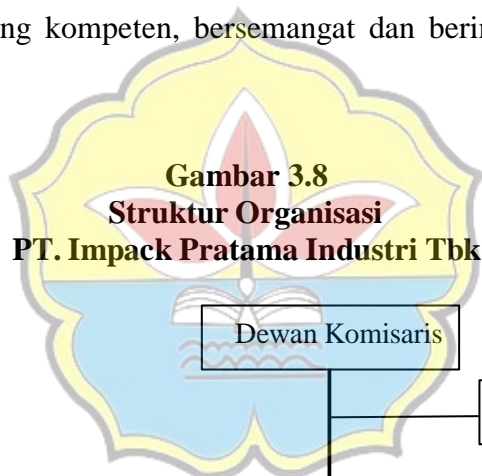 ng kompeten, bersemangat dan berin
Gambar 3.8
Struktur Organisasi
PT. Impack Pratama Industri Tbk
Dewan Komisaris